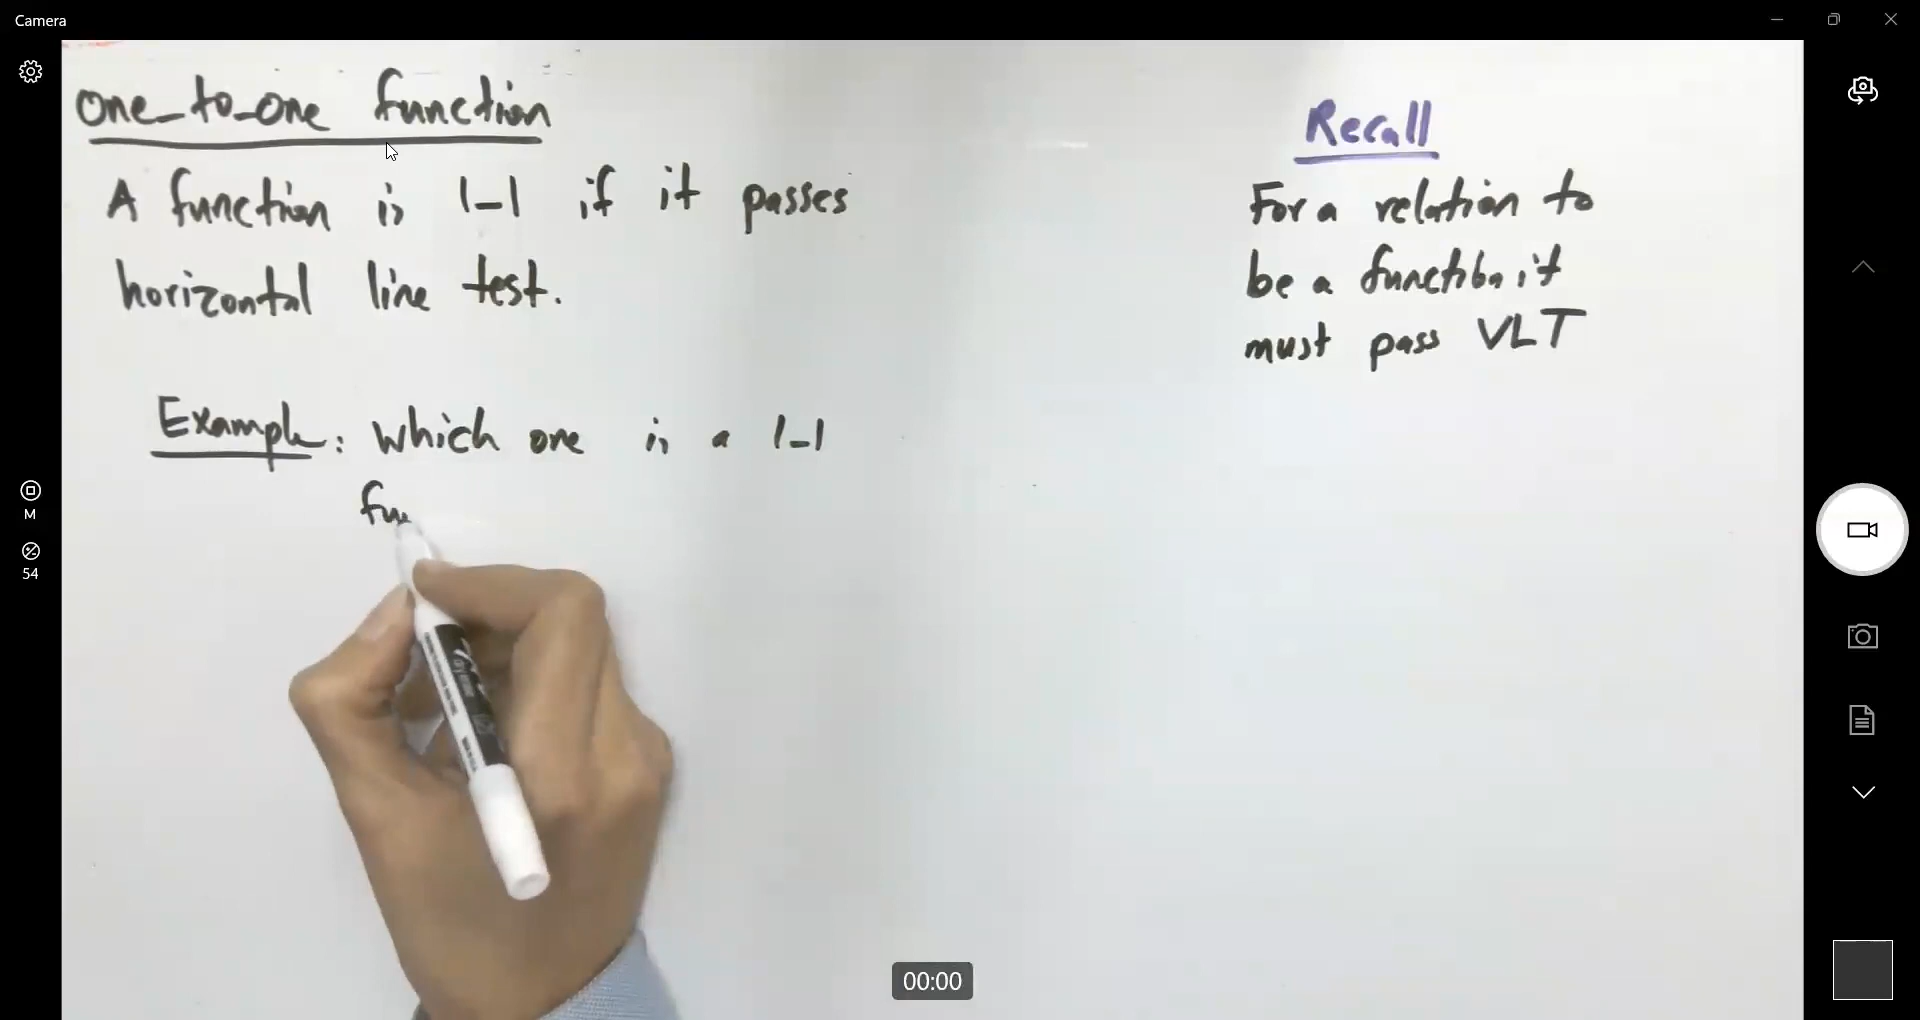 Camera
One-to-one function
A function is 1-1 if it passes
horizontal line test.
Example: Which one is a 1-1
fun
Recall
For a relation to
be a function it
must pass VLT
M
54
00:00